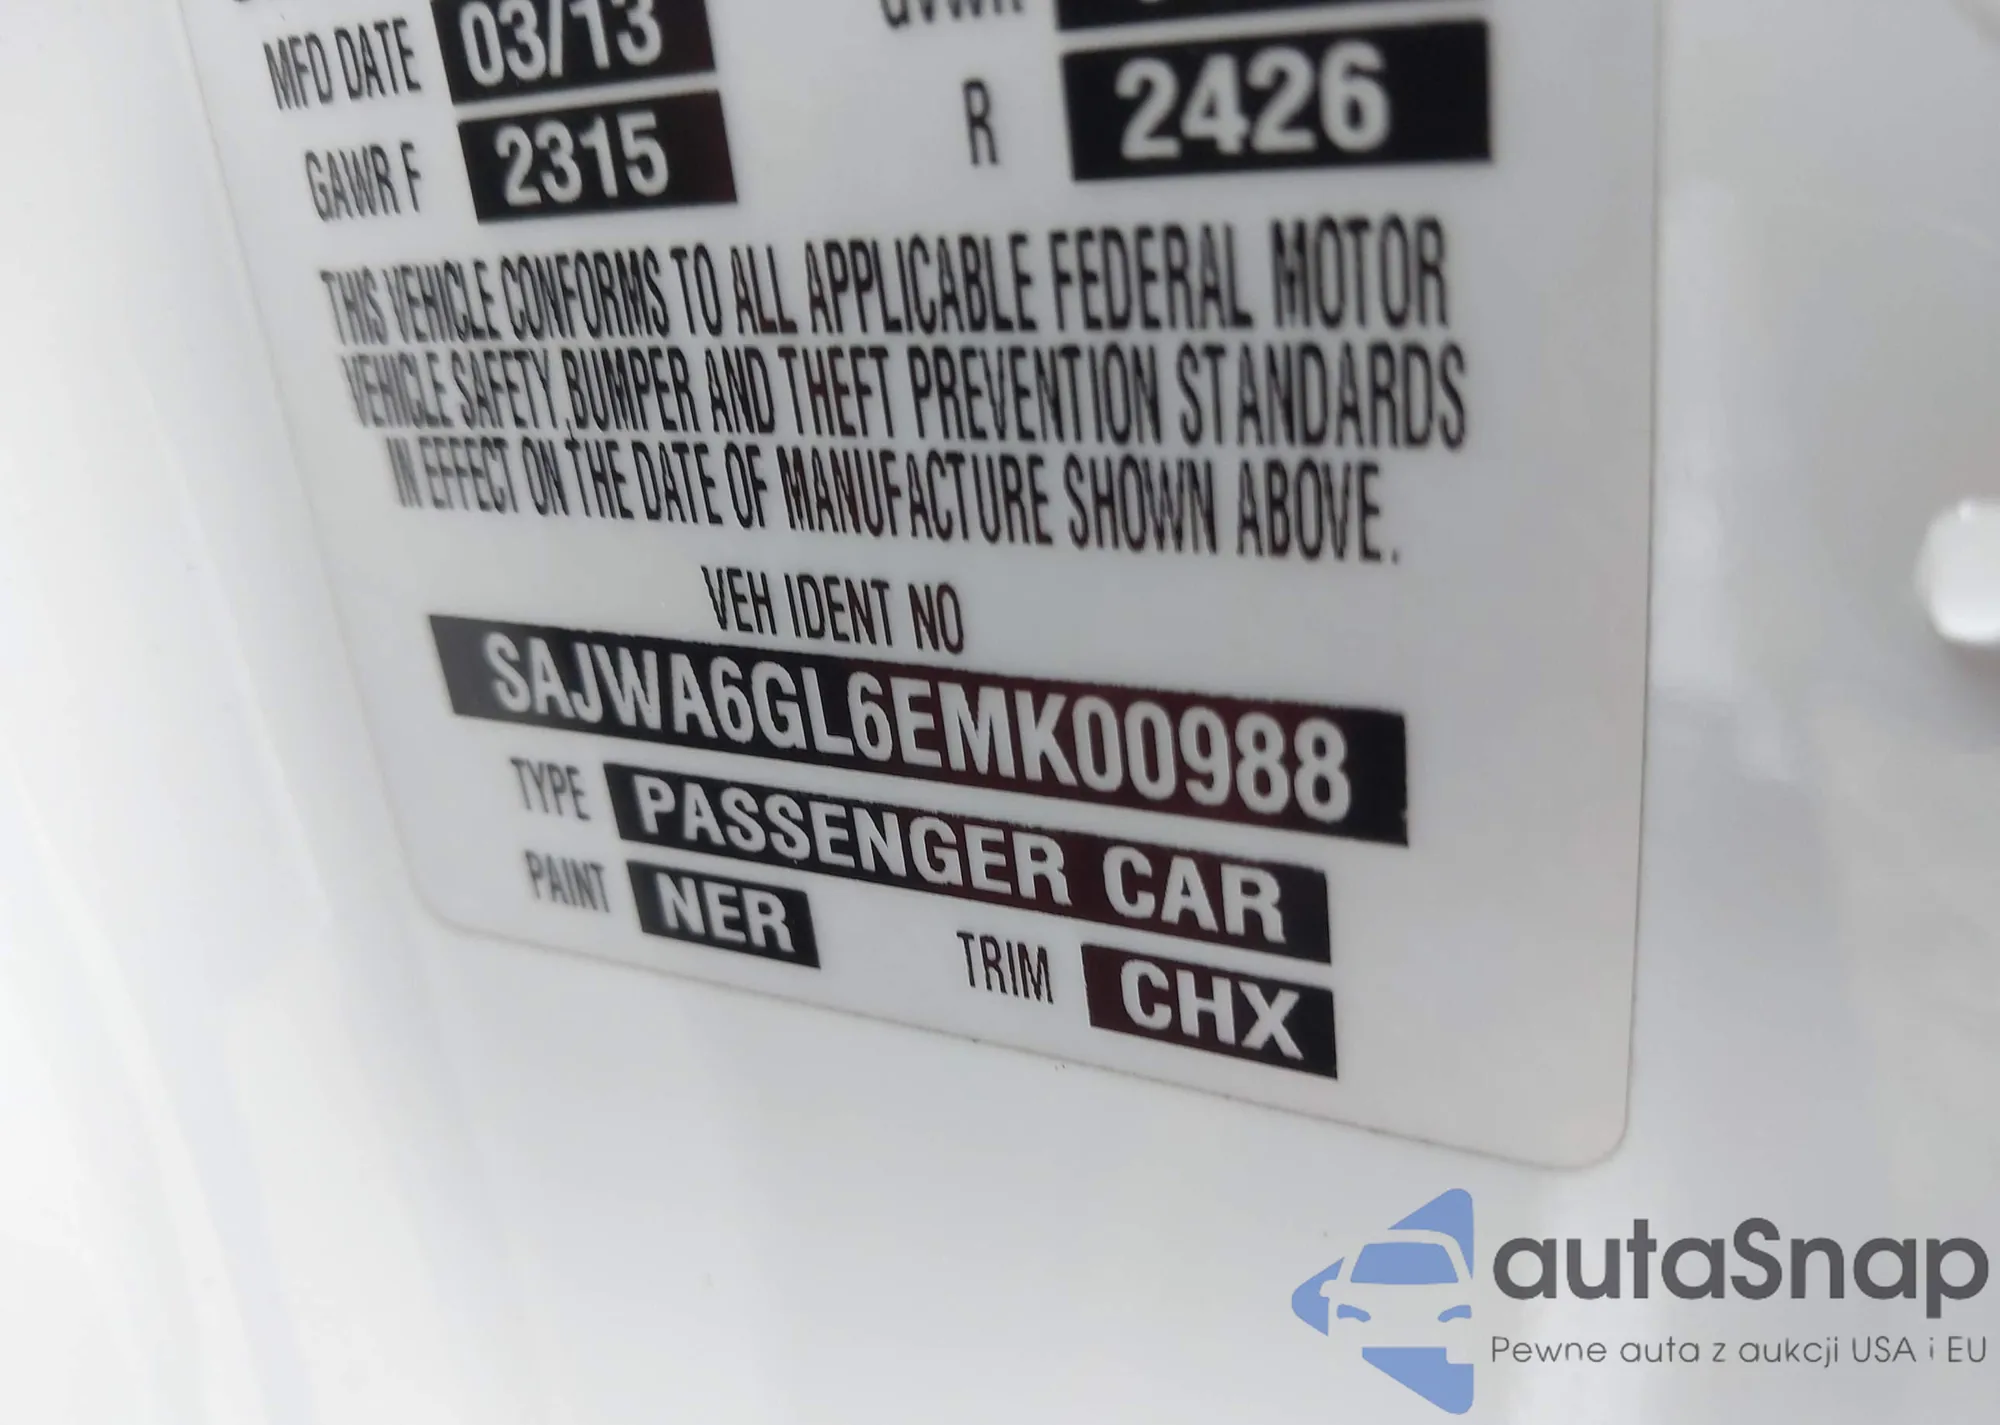 MFD DATE 03/13 GVWR
GAWR F 2315 R 2426
THIS VEHICLE CONFORMS TO ALL APPLICABLE FEDERAL MOTOR
VEHICLE SAFETY,BUMPER AND THEFT PREVENTION STANDARDS
IN EFFECT ON THE DATE OF MANUFACTURE SHOWN ABOVE.
VEH IDENT NO
SAJWA6GL6EMK00988
TYPE PASSENGER CAR
PAINT NER TRIM CHX
autaSnap
Pewne auta z aukcji USA i EU